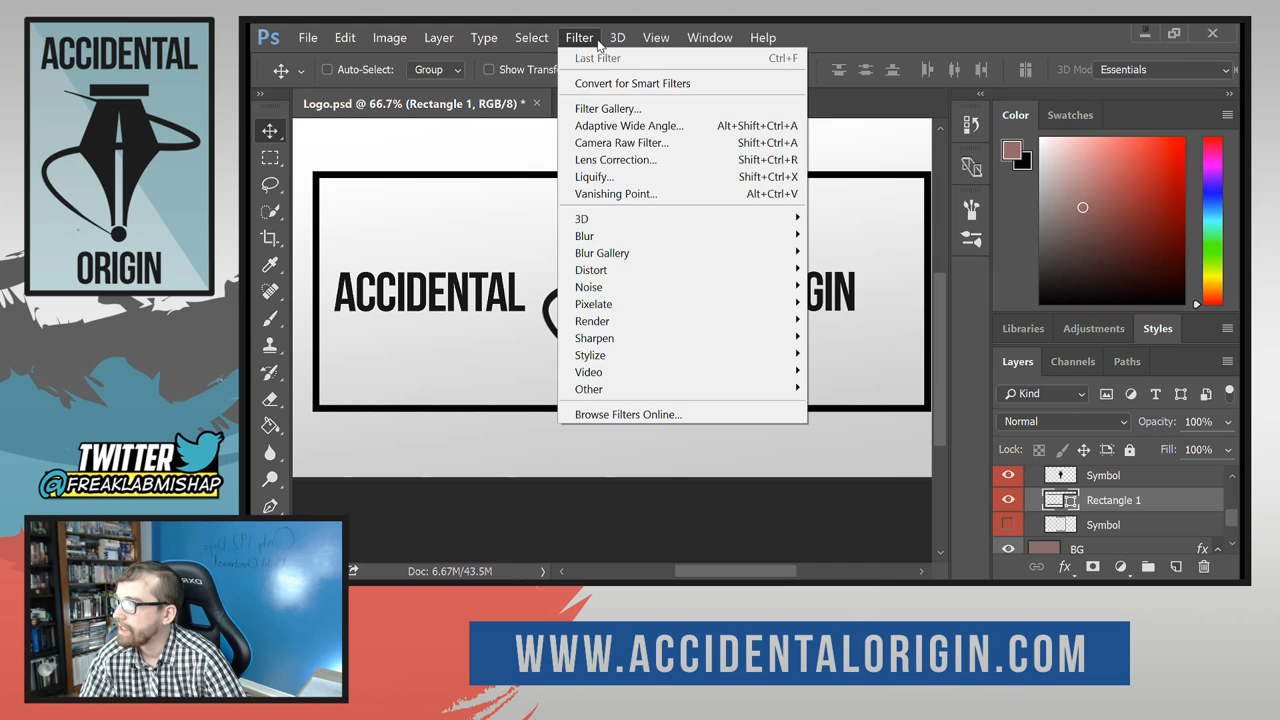 ACCIDENTAL
ORIGIN
TWITTER
@FREAKLABMISHAP
Ps File Edit Image Layer Type Select Filter 3D View Window Help
Auto-Select: Group Show Transf
3D Mod
Essentials
Logo.psd @ 66.7% (Rectangle 1, RGB/8) *
ACCIDENTAL
GIN
Last Filter Ctrl+F
Convert for Smart Filters
Filter Gallery...
Adaptive Wide Angle... Alt+Shift+Ctrl+A
Camera Raw Filter... Shift+Ctrl+A
Lens Correction... Shift+Ctrl+R
Liquify... Shift+Ctrl+X
Vanishing Point... Alt+Ctrl+V
3D
Blur
Blur Gallery
Distort
Noise
Pixelate
Render
Sharpen
Stylize
Video
Other
Browse Filters Online...
Doc: 6.67M/43.5M
Color Swatches
Libraries Adjustments Styles
Layers Channels Paths
Kind
Normal Opacity: 100%
Lock: Fill: 100%
Symbol
Rectangle 1
Symbol
BG fx
fx
Only 192 Days
WWW.ACCIDENTALORIGIN.COM